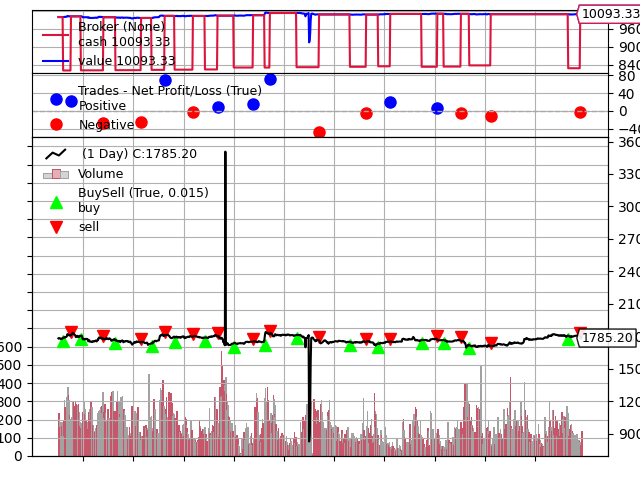 Broker (None)
cash 10093.33
value 10093.33
10093.33
960
900
840
Trades - Net Profit/Loss (True)
Positive
Negative
80
40
0
−40
(1 Day) C:1785.20
Volume
BuySell (True, 0.015)
buy
sell
360
330
300
270
240
210
1785.20
150
120
900
500
400
300
200
100
0